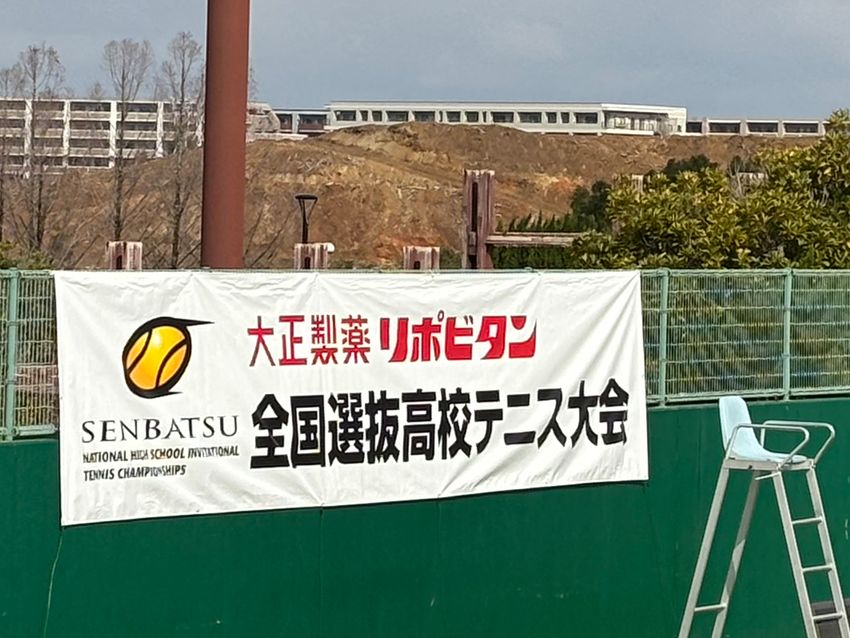 大正製薬 リポビタン
SENBATSU
NATIONAL HIGH SCHOOL INVITATIONAL
TENNIS CHAMPIONSHIPS
全国選抜高校テニス大会